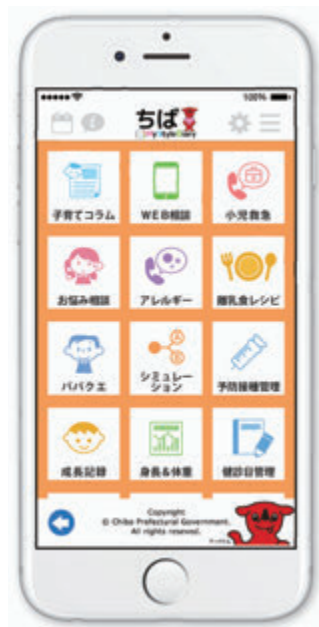 100%
ちば
My Style Diary
子育てコラム
WEB相談
小児救急
お悩み相談
アレルギー
離乳食レシピ
パパクエ
シミュレー
ション
予防接種管理
成長記録
身長&体重
健診日管理
Copyright
© Chiba Prefectural Government.
All rights reserved.